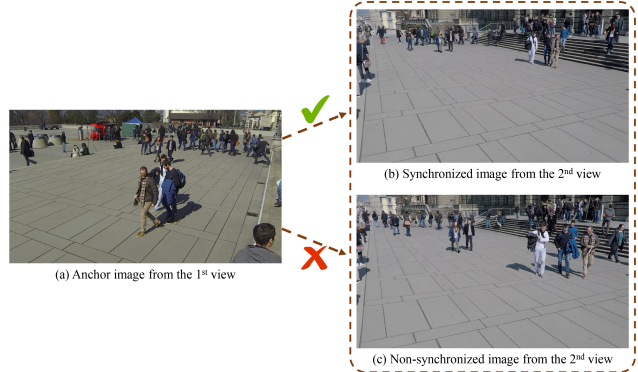 (b) Synchronized image from the 2nd view
(a) Anchor image from the 1st view
(c) Non-synchronized image from the 2nd view